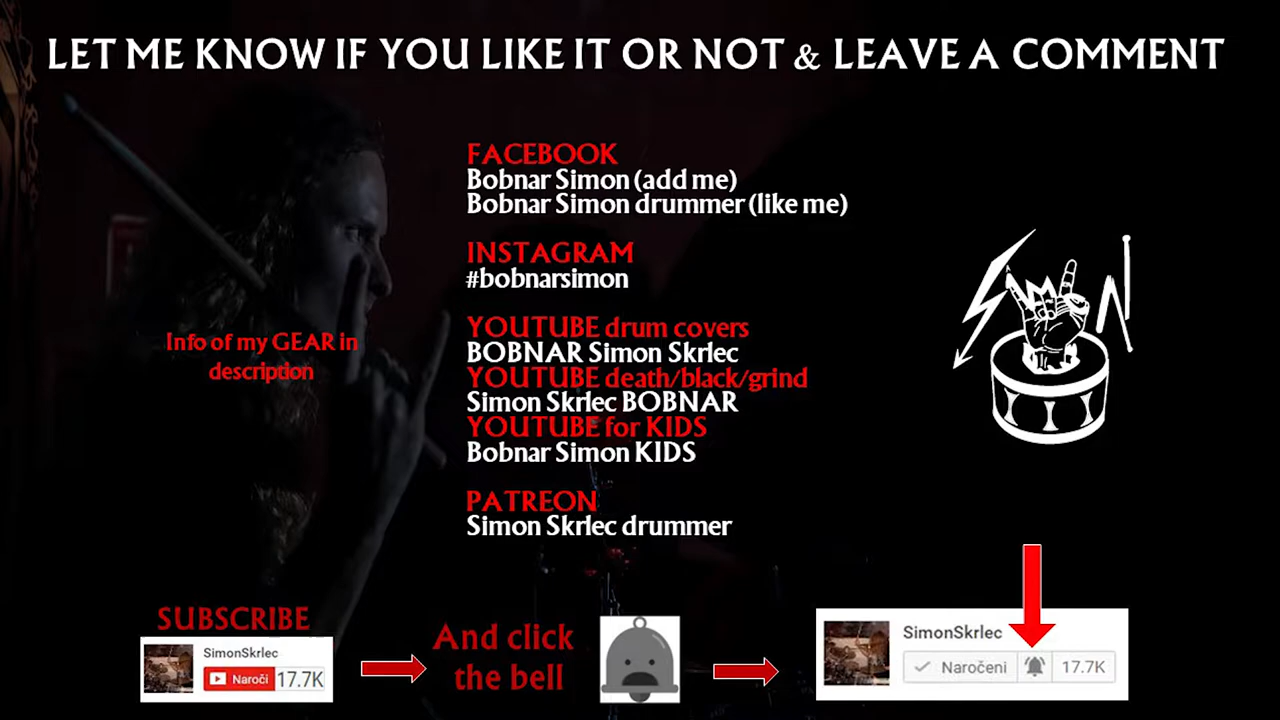 LET ME KNOW IF YOU LIKE IT OR NOT & LEAVE A COMMENT
FACEBOOK
Bobnar Simon (add me)
Bobnar Simon drummer (like me)
INSTAGRAM
#bobnarsimon
YOUTUBE drum covers
BOBNAR Simon Skrlec
YOUTUBE death/black/grind
Simon Skrlec BOBNAR
YOUTUBE for KIDS
Bobnar Simon KIDS
PATREON
Simon Skrlec drummer
Info of my GEAR in
description
SIMON
SUBSCRIBE
SimonSkrlec
Naroči 17.7K
And click
the bell
SimonSkrlec
Naročeni 17.7K